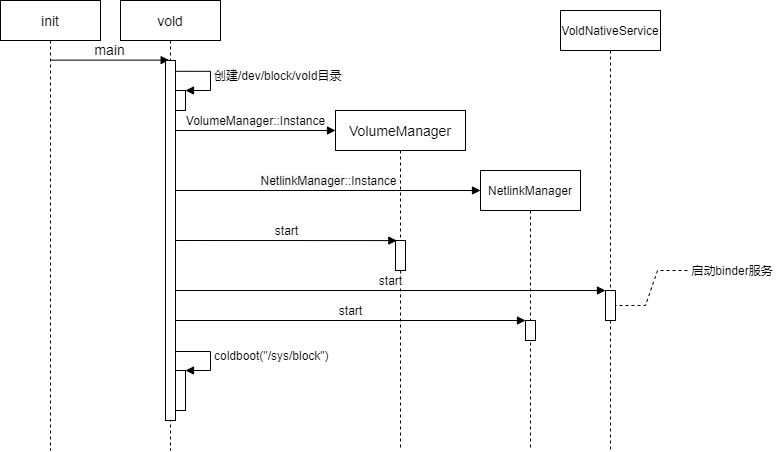 init
vold
VoldNativeService
main
创建/dev/block/vold目录
VolumeManager::Instance
VolumeManager
NetlinkManager::Instance
NetlinkManager
start
启动binder服务
start
start
coldboot("/sys/block")